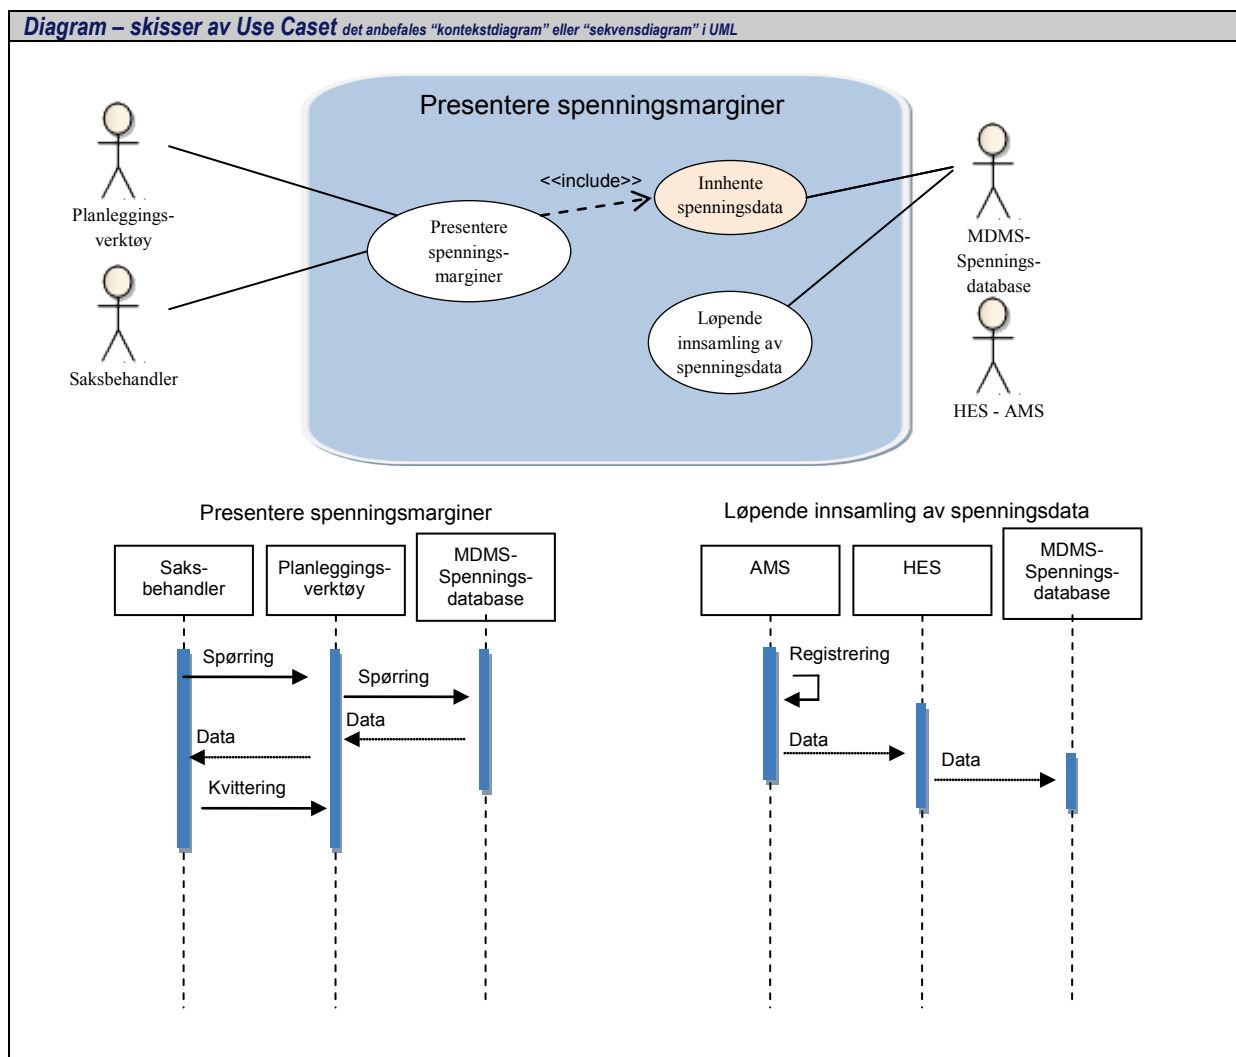 Diagram – skisser av Use Caset det anbefales “kontekstdiagram” eller “sekvensdiagram” i UML
Presentere spenningsmarginer
Planleggings-
verktøy
Saksbehandler
Presentere
spennings-
marginer
<<include>>
Innhente
spenningsdata
Løpende
innsamling av
spenningsdata
MDMS-
Spennings-
database
HES - AMS
Presentere spenningsmarginer
Saks-
behandler
Planleggings-
verktøy
MDMS-
Spennings-
database
Spørring
Spørring
Data
Data
Kvittering
Løpende innsamling av spenningsdata
AMS
HES
MDMS-
Spennings-
database
Registrering
Data
Data